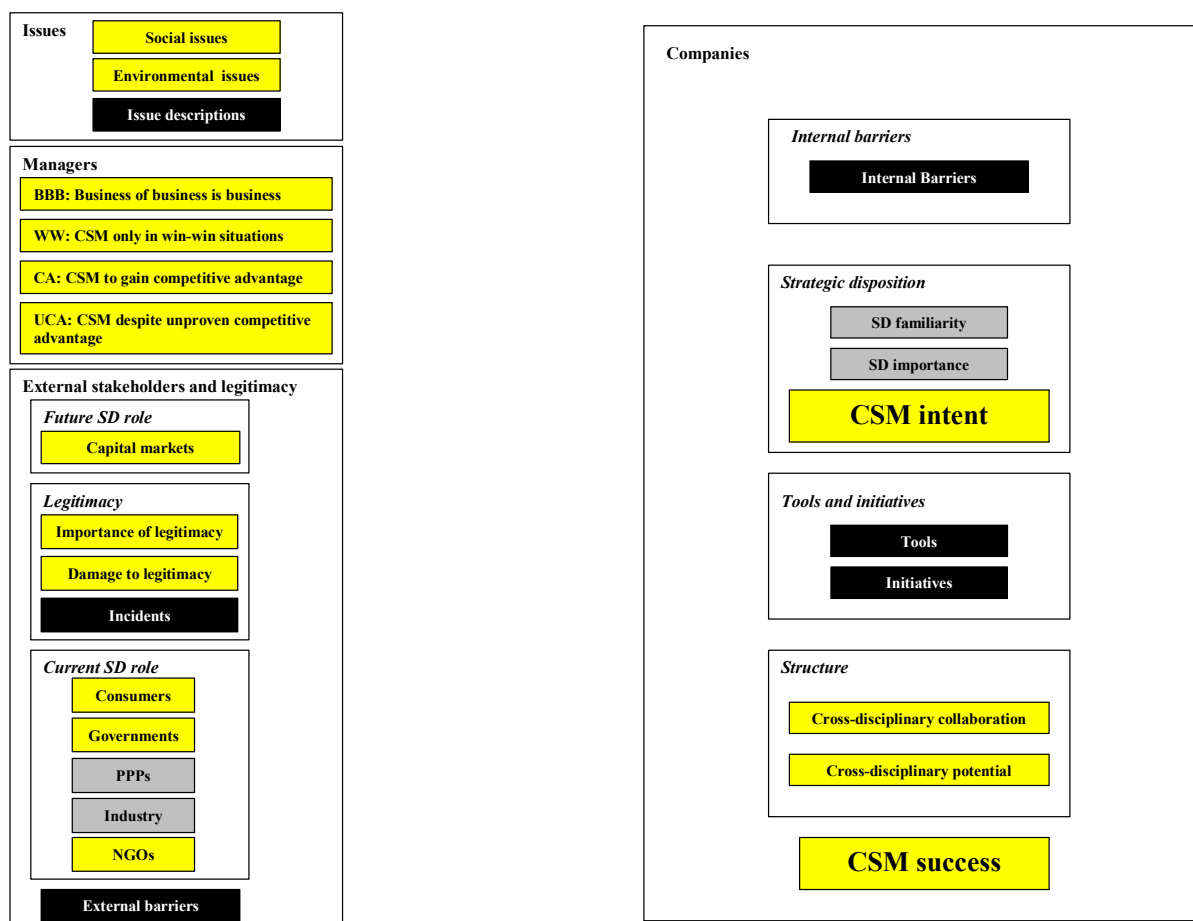 Issues
Social issues
Environmental  issues
Issue descriptions
Managers
BBB: Business of business is business
WW: CSM only in win-win situations
CA: CSM to gain competitive advantage
UCA: CSM despite unproven competitive
advantage
External stakeholders and legitimacy
Future SD role
Capital markets
Legitimacy
Importance of legitimacy
Damage to legitimacy
Incidents
Current SD role
Consumers
Governments
PPPs
Industry
NGOs
External barriers
Companies
Internal barriers
Internal Barriers
Strategic disposition
SD familiarity
SD importance
CSM intent
Tools and initiatives
Tools
Initiatives
Structure
Cross-disciplinary collaboration
Cross-disciplinary potential
CSM success